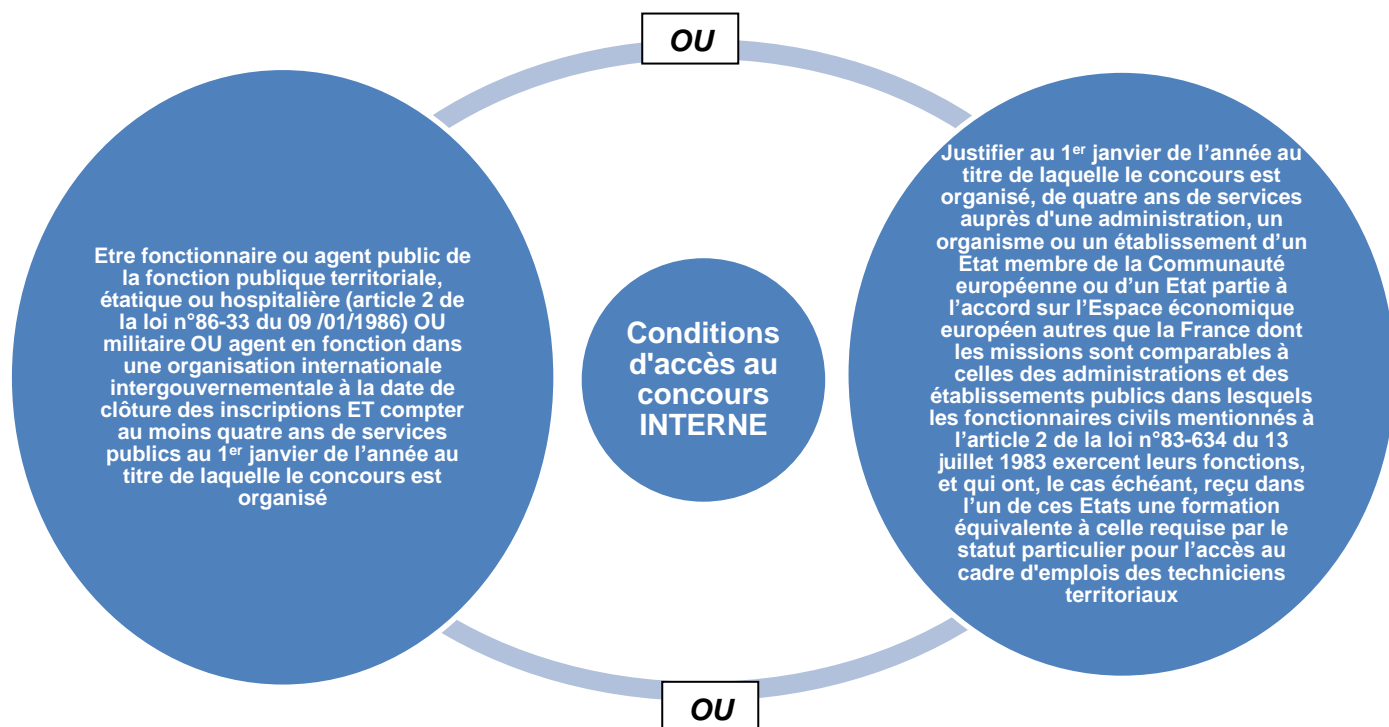 OU
Etre fonctionnaire ou agent public de
la fonction publique territoriale,
étatique ou hospitalière (article 2 de
la loi n°86-33 du 09 /01/1986) OU
militaire OU agent en fonction dans
une organisation internationale
intergouvernementale à la date de
clôture des inscriptions ET compter
au moins quatre ans de services
publics au 1er janvier de l'année au
titre de laquelle le concours est
organisé
Conditions
d'accès au
concours
INTERNE
Justifier au 1er janvier de l'année au
titre de laquelle le concours est
organisé, de quatre ans de services
auprès d'une administration, un
organisme ou un établissement d'un
Etat membre de la Communauté
européenne ou d'un Etat partie à
l'accord sur l'Espace économique
européen autres que la France dont
les missions sont comparables à
celles des administrations et des
établissements publics dans lesquels
les fonctionnaires civils mentionnés à
l'article 2 de la loi n°83-634 du 13
juillet 1983 exercent leurs fonctions,
et qui ont, le cas échéant, reçu dans
l'un de ces Etats une formation
équivalente à celle requise par le
statut particulier pour l'accès au
cadre d'emplois des techniciens
territoriaux
OU